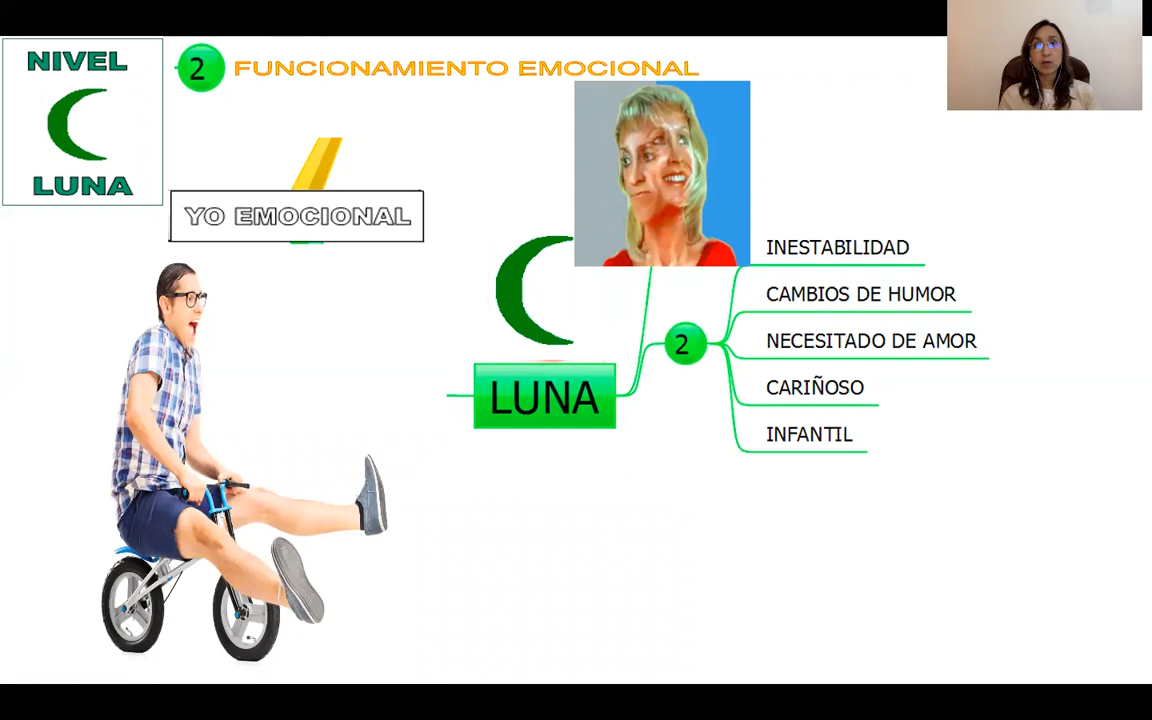 NIVEL
LUNA
2 FUNCIONAMIENTO EMOCIONAL
YO EMOCIONAL
LUNA
2
INESTABILIDAD
CAMBIOS DE HUMOR
NECESITADO DE AMOR
CARIÑOSO
INFANTIL